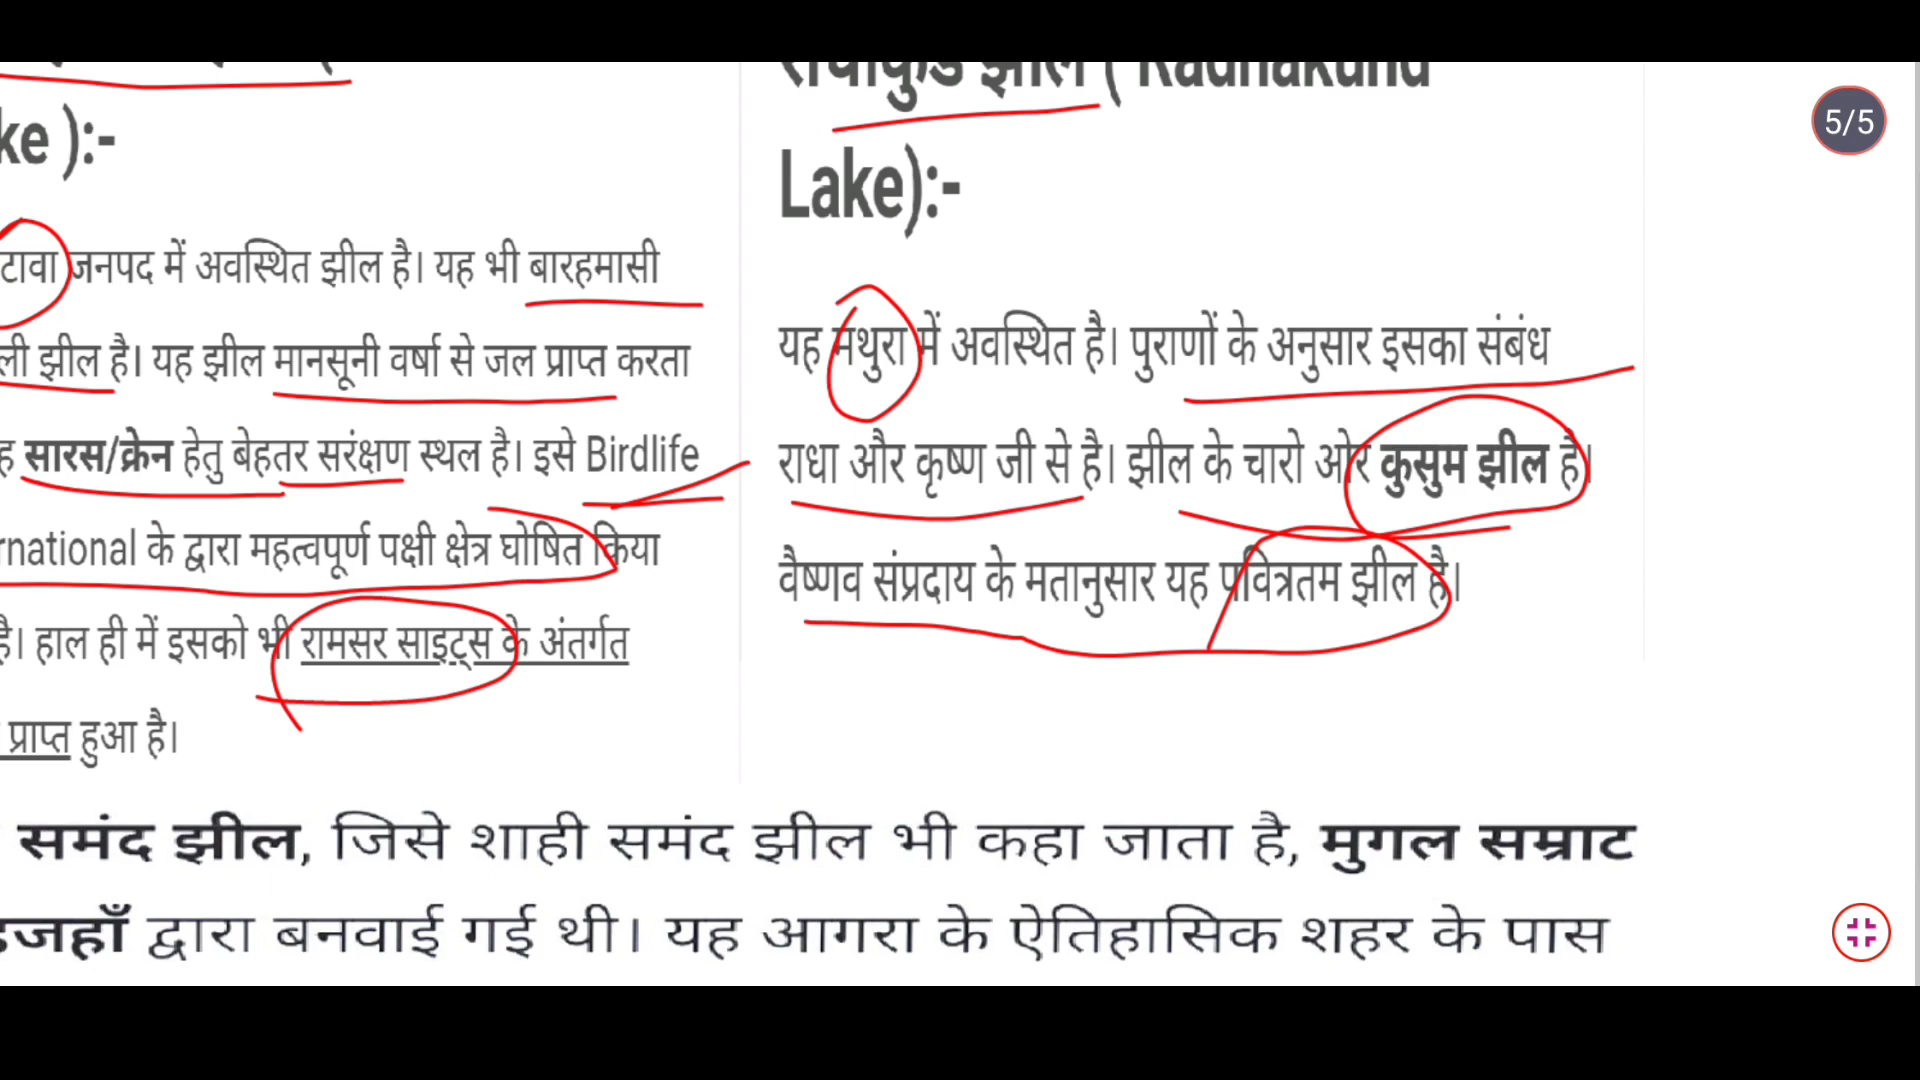 ke ):-
टावा जनपद में अवस्थित झील है। यह भी बारहमासी
ली झील है। यह झील मानसूनी वर्षा से जल प्राप्त करता
ह सारस/क्रेन हेतु बेहतर सरंक्षण स्थल है। इसे Birdlife
rnational के द्वारा महत्वपूर्ण पक्षी क्षेत्र घोषित किया
है। हाल ही में इसको भी रामसर साइट्स के अंतर्गत
प्राप्त हुआ है।
राधाकुंड झील ( Radhakund
Lake):-
यह मथुरा में अवस्थित है। पुराणों के अनुसार इसका संबंध
राधा और कृष्ण जी से है। झील के चारो ओर कुसुम झील है।
वैष्णव संप्रदाय के मतानुसार यह पवित्रतम झील है।
5/5
समंद झील, जिसे शाही समंद झील भी कहा जाता है, मुगल सम्राट
जहाँ द्वारा बनवाई गई थी। यह आगरा के ऐतिहासिक शहर के पास